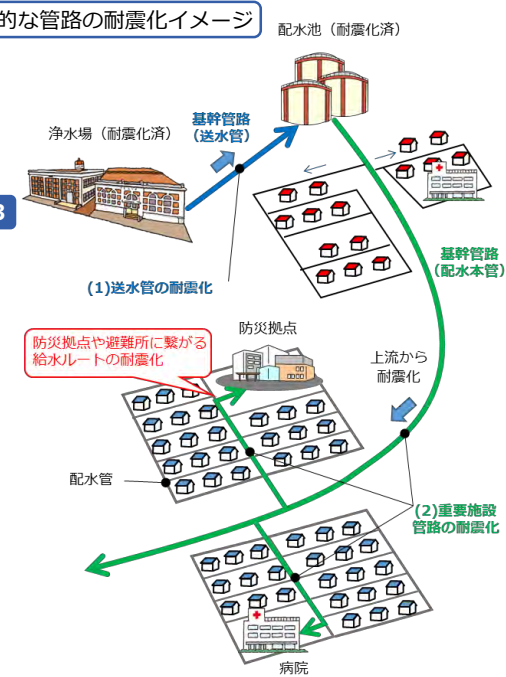 的な管路の耐震化イメージ
配水池（耐震化済）
基幹管路
（送水管）
浄水場（耐震化済）
3
基幹管路
（配水本管）
(1)送水管の耐震化
防災拠点
防災拠点や避難所に繋がる
給水ルートの耐震化
上流から
耐震化
配水管
(2)重要施設
管路の耐震化
病院